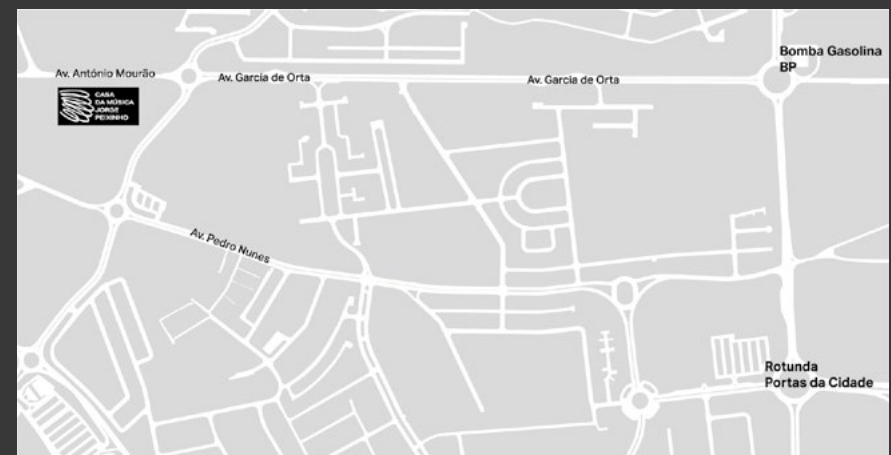 Bomba Gasolina
BP
Av. António Mourão
Av. Garcia de Orta
Av. Garcia de Orta
CASA
DA MÚSICA
JORGE
PEIXINHO
Av. Pedro Nunes
Rotunda
Portas da Cidade